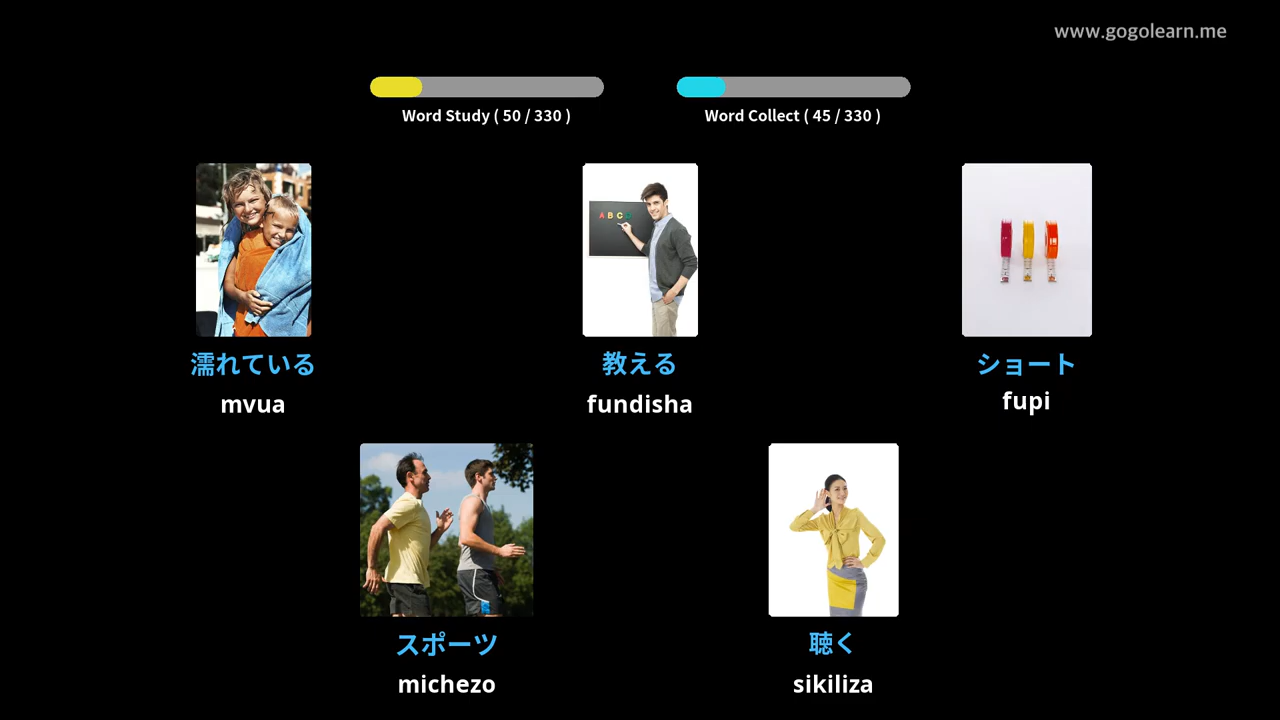 www.gogolearn.me
Word Study ( 50 / 330 )
Word Collect ( 45 / 330 )
A B C
濡れている
mvua
教える
fundisha
ショート
fupi
スポーツ
michezo
聴く
sikiliza